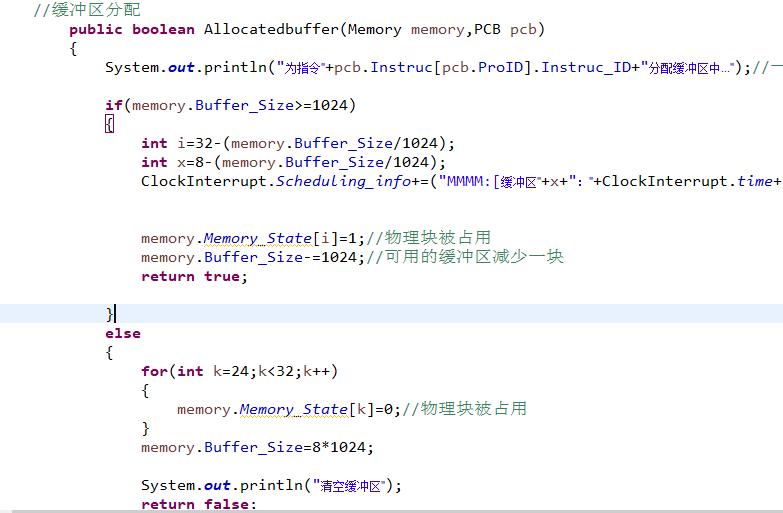 //缓冲区分配
public boolean Allocatedbuffer(Memory memory,PCB pcb)
{
System.out.println("为指令"+pcb.Instruc[pcb.ProID].Instruc_ID+"分配缓冲区中…");//一
if(memory.Buffer_Size>=1024)
{
int i=32-(memory.Buffer_Size/1024);
int x=8-(memory.Buffer_Size/1024);
ClockInterrupt.Scheduling_info+=("MMMM:[缓冲区"+x+": "+ClockInterrupt.time+
memory.Memory_State[i]=1;//物理块被占用
memory.Buffer_Size-=1024;//可用的缓冲区减少一块
return true;
}
else
{
for(int k=24;k<32;k++)
{
memory.Memory_State[k]=0;//物理块被占用
}
memory.Buffer_Size=8*1024;
System.out.println("清空缓冲区");
return false;